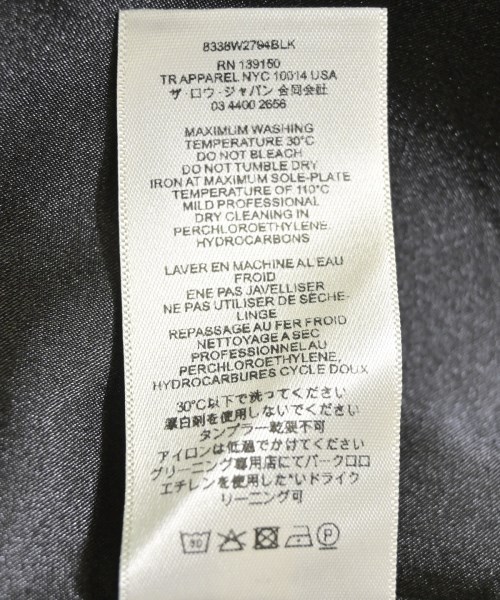 8338W2794BLK
RN 139150
TR APPAREL NYC 10014 USA
ザ・ロウ・ジャパン 合同会社
03 4400 2656
MAXIMUM WASHING
TEMPERATURE 30°C
DO NOT BLEACH
DO NOT TUMBLE DRY
IRON AT MAXIMUM SOLE-PLATE
TEMPERATURE OF 110°C
MILD PROFESSIONAL
DRY CLEANING IN
PERCHLOROETHYLENE,
HYDROCARBONS
LAVER EN MACHINE AL'EAU
FROID
ENE PAS JAVELLISER
NE PAS UTILISER DE SÈCHE-
LINGE
REPASSAGE AU FER FROID
NETTOYAGE A SEC
PROFESSIONNEL AU
PERCHLOROETHYLENE,
HYDROCARBURES CYCLE DOUX
30°C以下で洗ってください
漂白剤を使用しないでください
タンブラー乾燥不可
アイロンは低温でかけてください
クリーニング専用店にてパークロロ
エチレンを使用した*いドライク
リーニング可
30
P